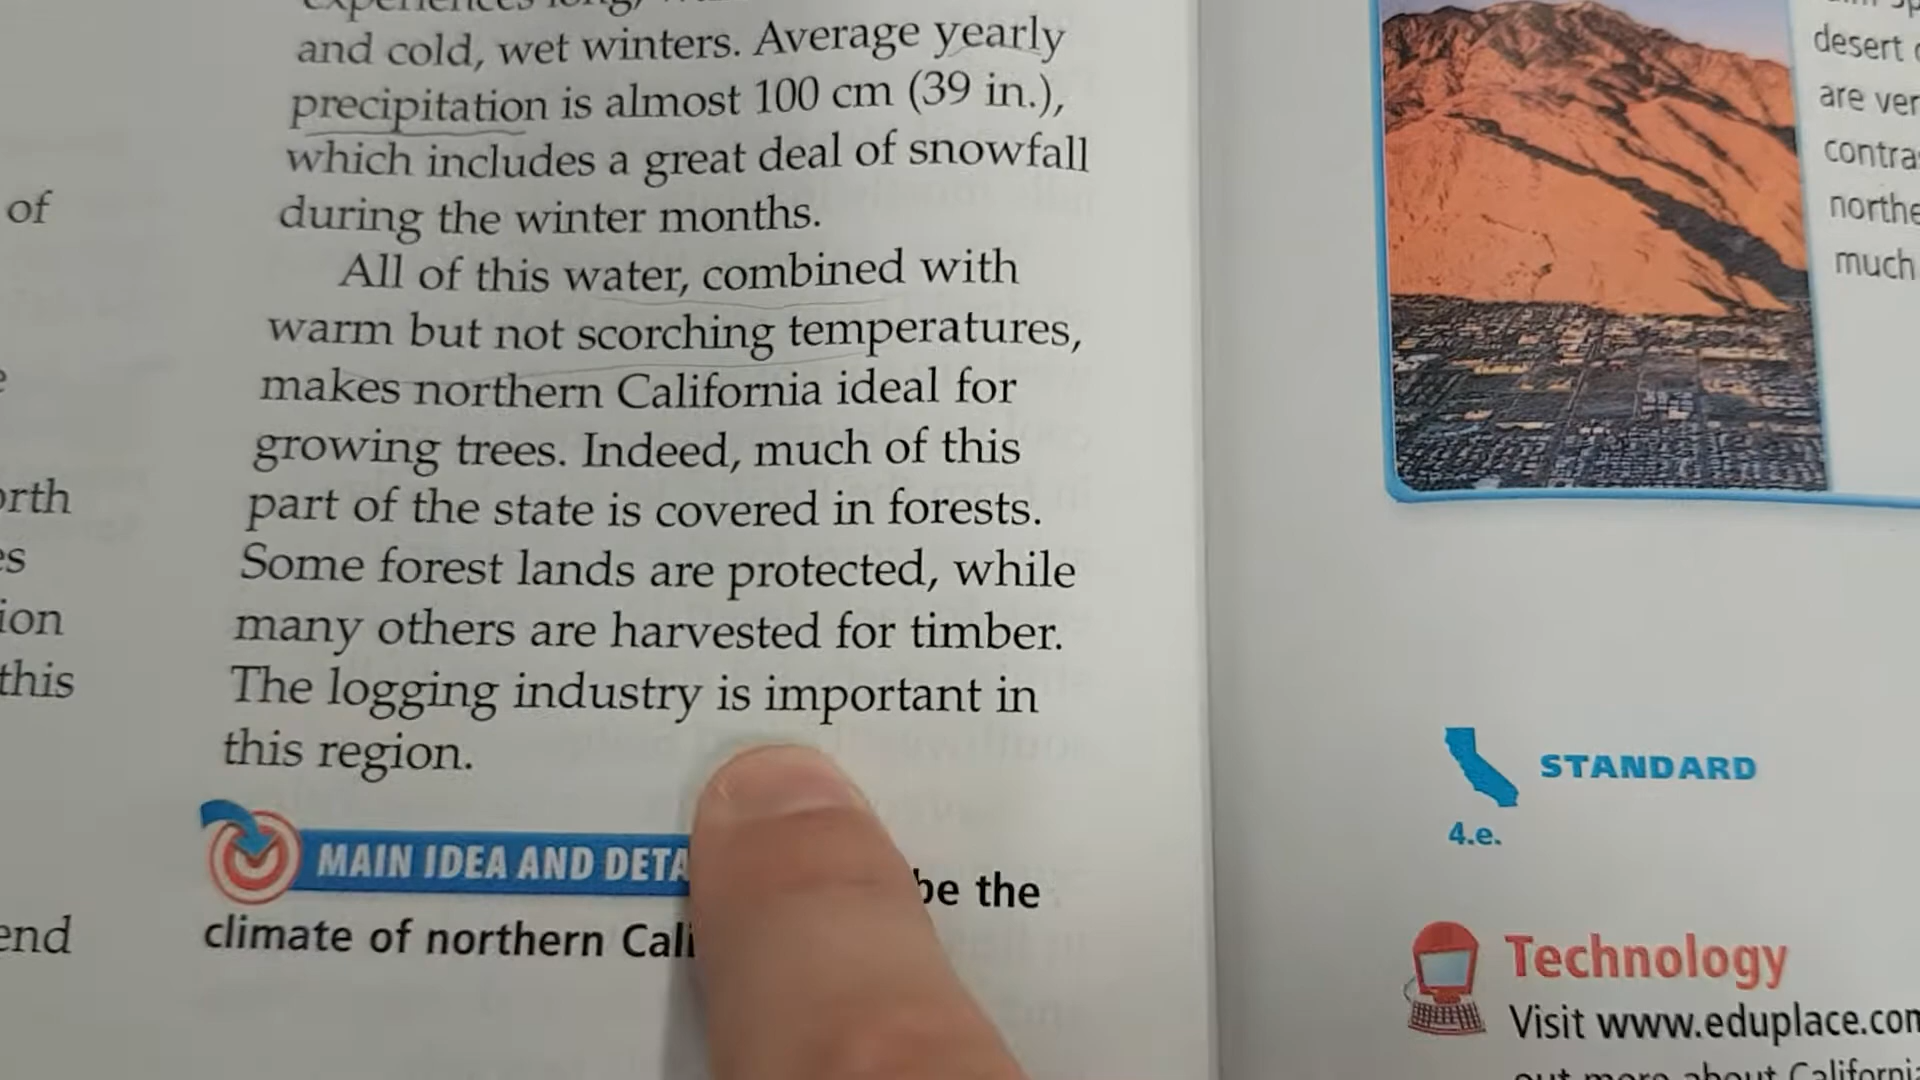 of
orth
ion
this
end
and cold, wet winters. Average yearly
precipitation is almost 100 cm (39 in.),
which includes a great deal of snowfall
during the winter months.
All of this water, combined with
warm but not scorching temperatures,
makes northern California ideal for
growing trees. Indeed, much of this
part of the state is covered in forests.
Some forest lands are protected, while
many others are harvested for timber.
The logging industry is important in
this region.
MAIN IDEA AND DETA
be the
climate of northern Cali
desert
are ver
contra
northe
much
STANDARD
4.e.
Technology
Visit www.eduplace.com
out more about Californi